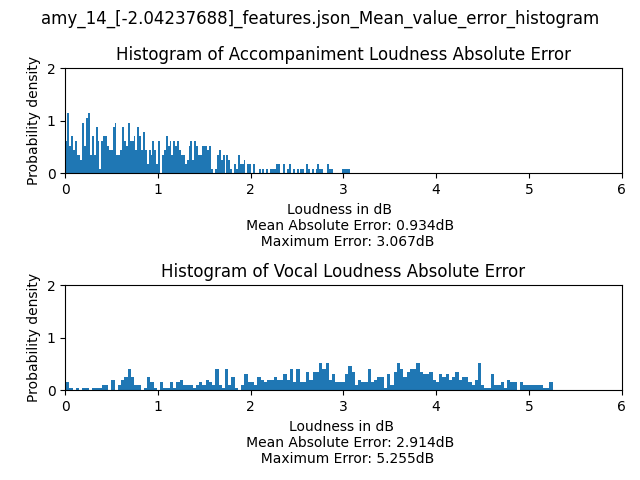 amy_14_[-2.04237688]_features.json_Mean_value_error_histogram
Histogram of Accompaniment Loudness Absolute Error
Probability density
2
1
0
0 1 2 3 4 5 6
Loudness in dB
Mean Absolute Error: 0.934dB
Maximum Error: 3.067dB
Histogram of Vocal Loudness Absolute Error
Probability density
2
1
0
0 1 2 3 4 5 6
Loudness in dB
Mean Absolute Error: 2.914dB
Maximum Error: 5.255dB